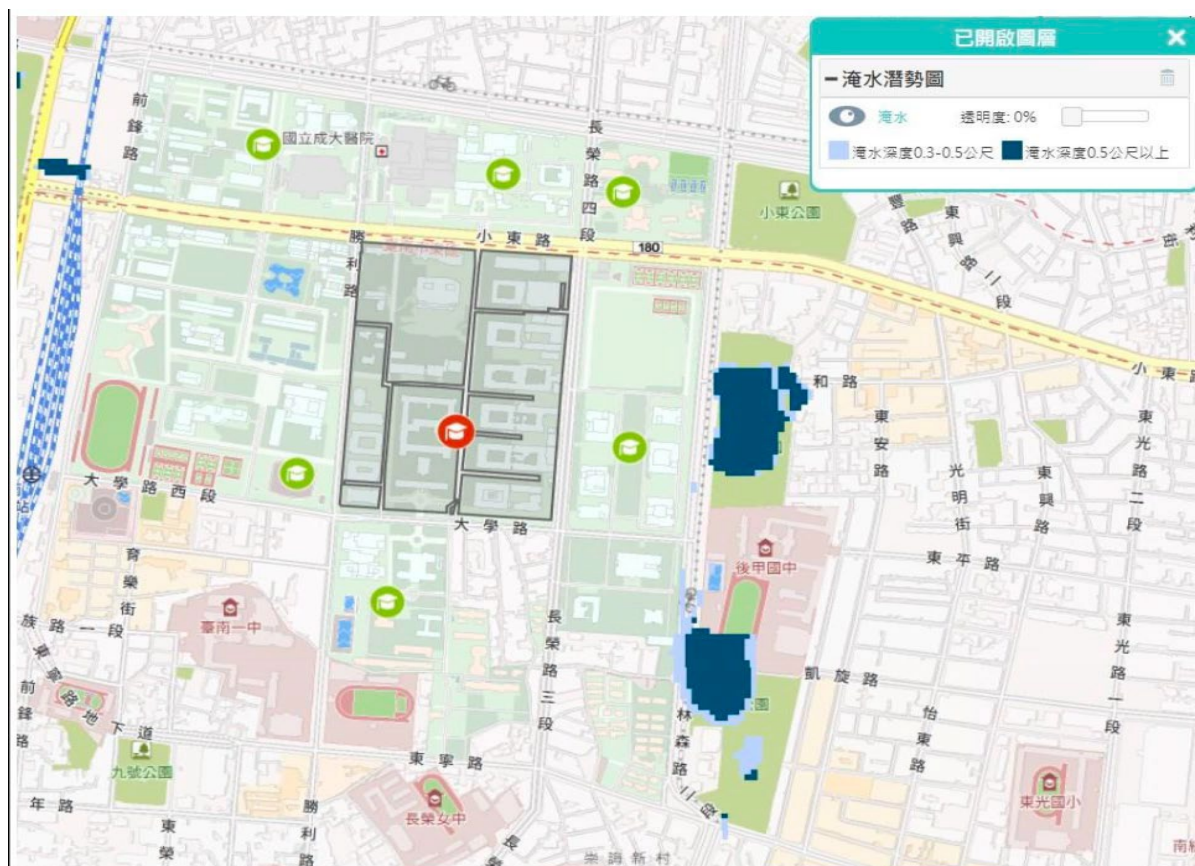 已開啟圖層
淹水潛勢圖
淹水
透明度: 0%
淹水深度0.3-0.5公尺
淹水深度0.5公尺以上
前鋒路
國立成大醫院
長榮路四段
小東公園
東興路二段
勝利路
小東路
180
小東路
和路
東安路
光明街
東興路
東光路二段
大學路西段
大學路
東平路
後甲國中
育樂街
臺南一中
長榮路三段
東光路一段
族路一段
凱旋路
怡東路
林森路二段
東寧路
前鋒路
地下道
九號公園
東光國小
長榮女中
年路
東榮
勝利路
崇誨新村